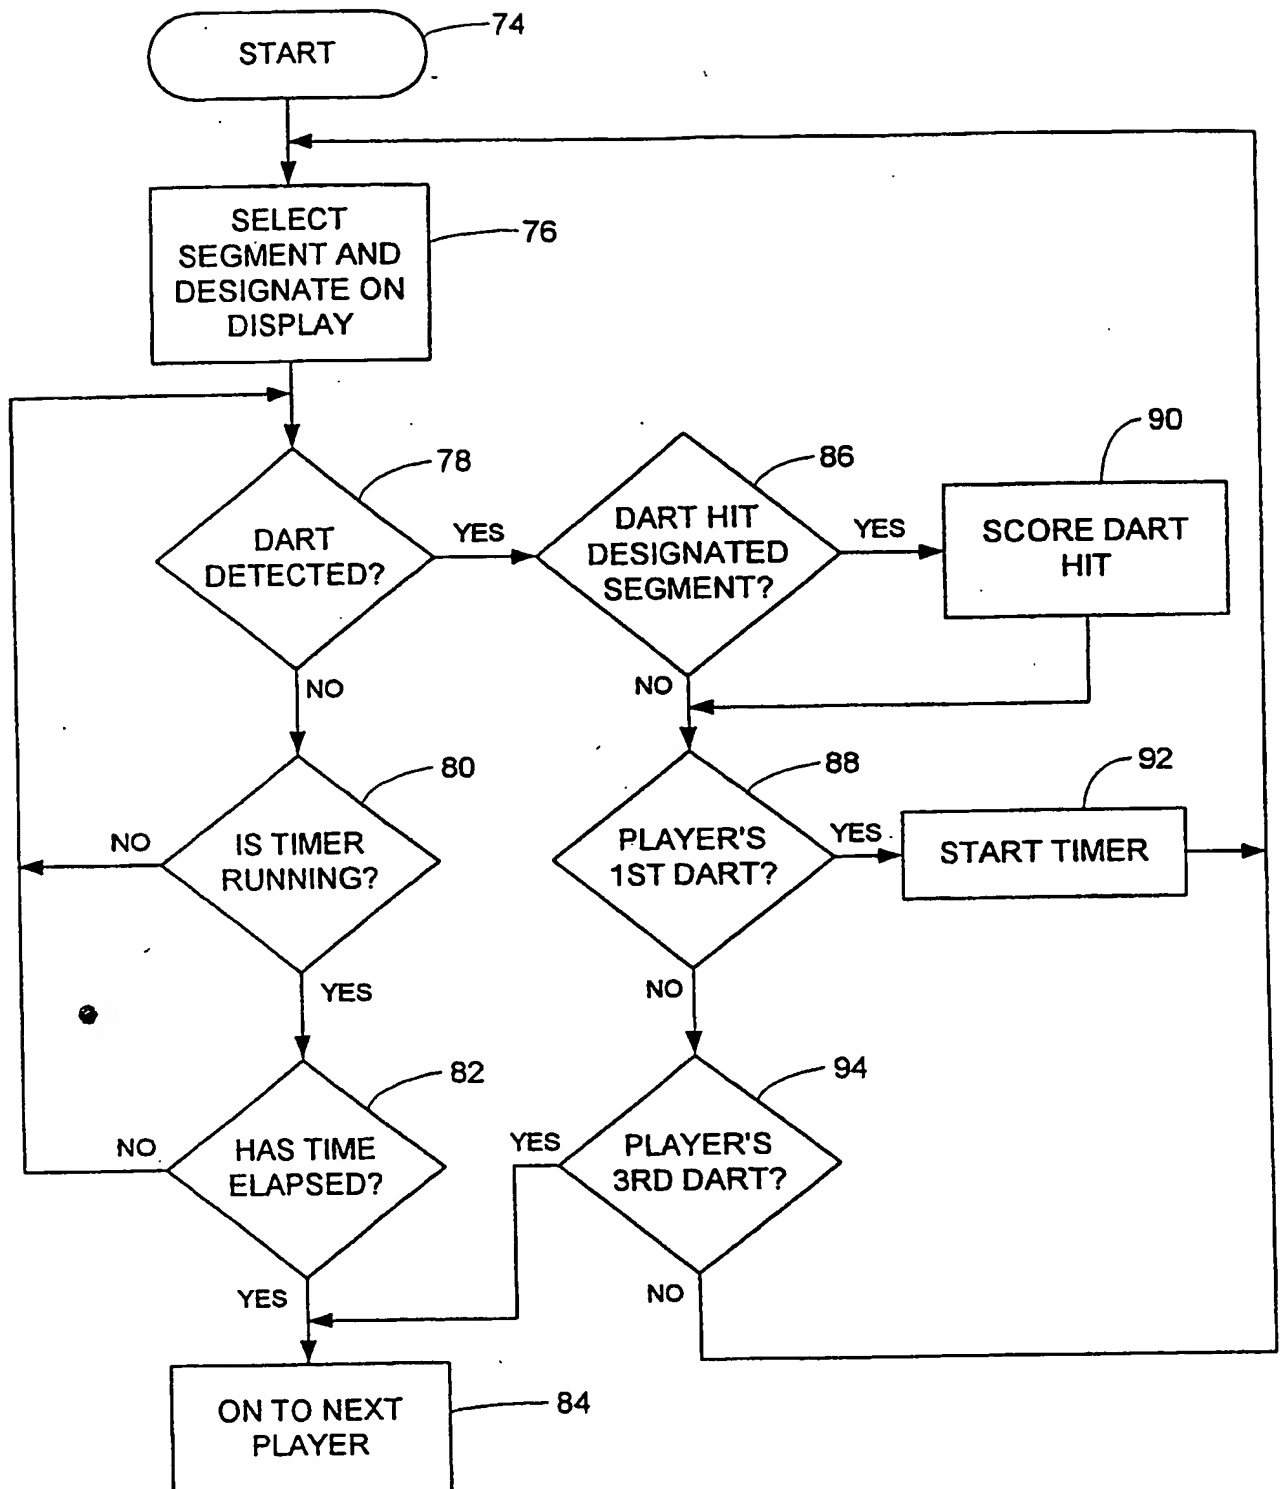 START
74
SELECT
SEGMENT AND
DESIGNATE ON
DISPLAY
76
DART
DETECTED?
78
YES
NO
DART HIT
DESIGNATED
SEGMENT?
86
YES
NO
SCORE DART
HIT
90
IS TIMER
RUNNING?
80
NO
YES
PLAYER'S
1ST DART?
88
YES
NO
START TIMER
92
HAS TIME
ELAPSED?
82
NO
YES
PLAYER'S
3RD DART?
94
YES
NO
ON TO NEXT
PLAYER
84